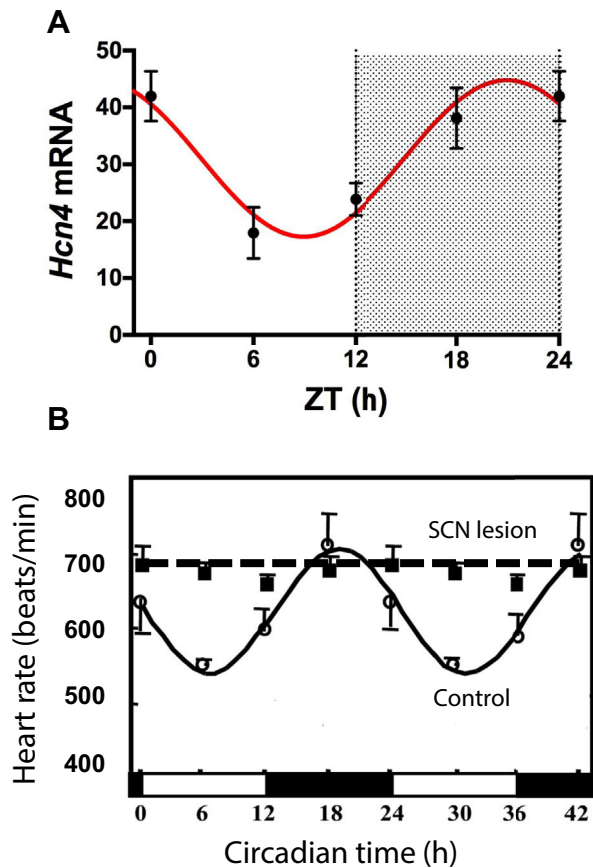 A
50
40
30
20
10
0
Hcn4 mRNA
0 6 12 18 24
ZT (h)
B
800
700
600
500
400
Heart rate (beats/min)
SCN lesion
Control
0 6 12 18 24 30 36 42
Circadian time (h)